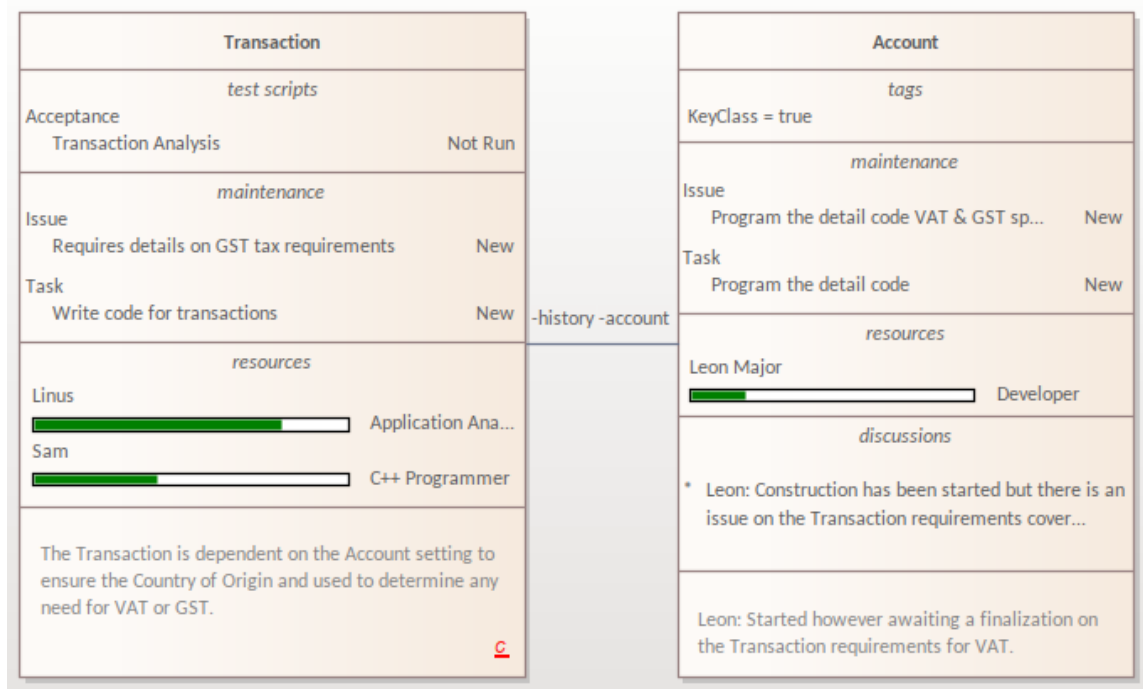 Transaction
test scripts
Acceptance
Transaction Analysis Not Run
maintenance
Issue
Requires details on GST tax requirements New
Task
Write code for transactions New
resources
Linus
Application Ana...
Sam
C++ Programmer
The Transaction is dependent on the Account setting to
ensure the Country of Origin and used to determine any
need for VAT or GST.
C
-history -account
Account
tags
KeyClass = true
maintenance
Issue
Program the detail code VAT & GST sp... New
Task
Program the detail code New
resources
Leon Major
Developer
discussions
* Leon: Construction has been started but there is an
issue on the Transaction requirements cover...
Leon: Started however awaiting a finalization on
the Transaction requirements for VAT.